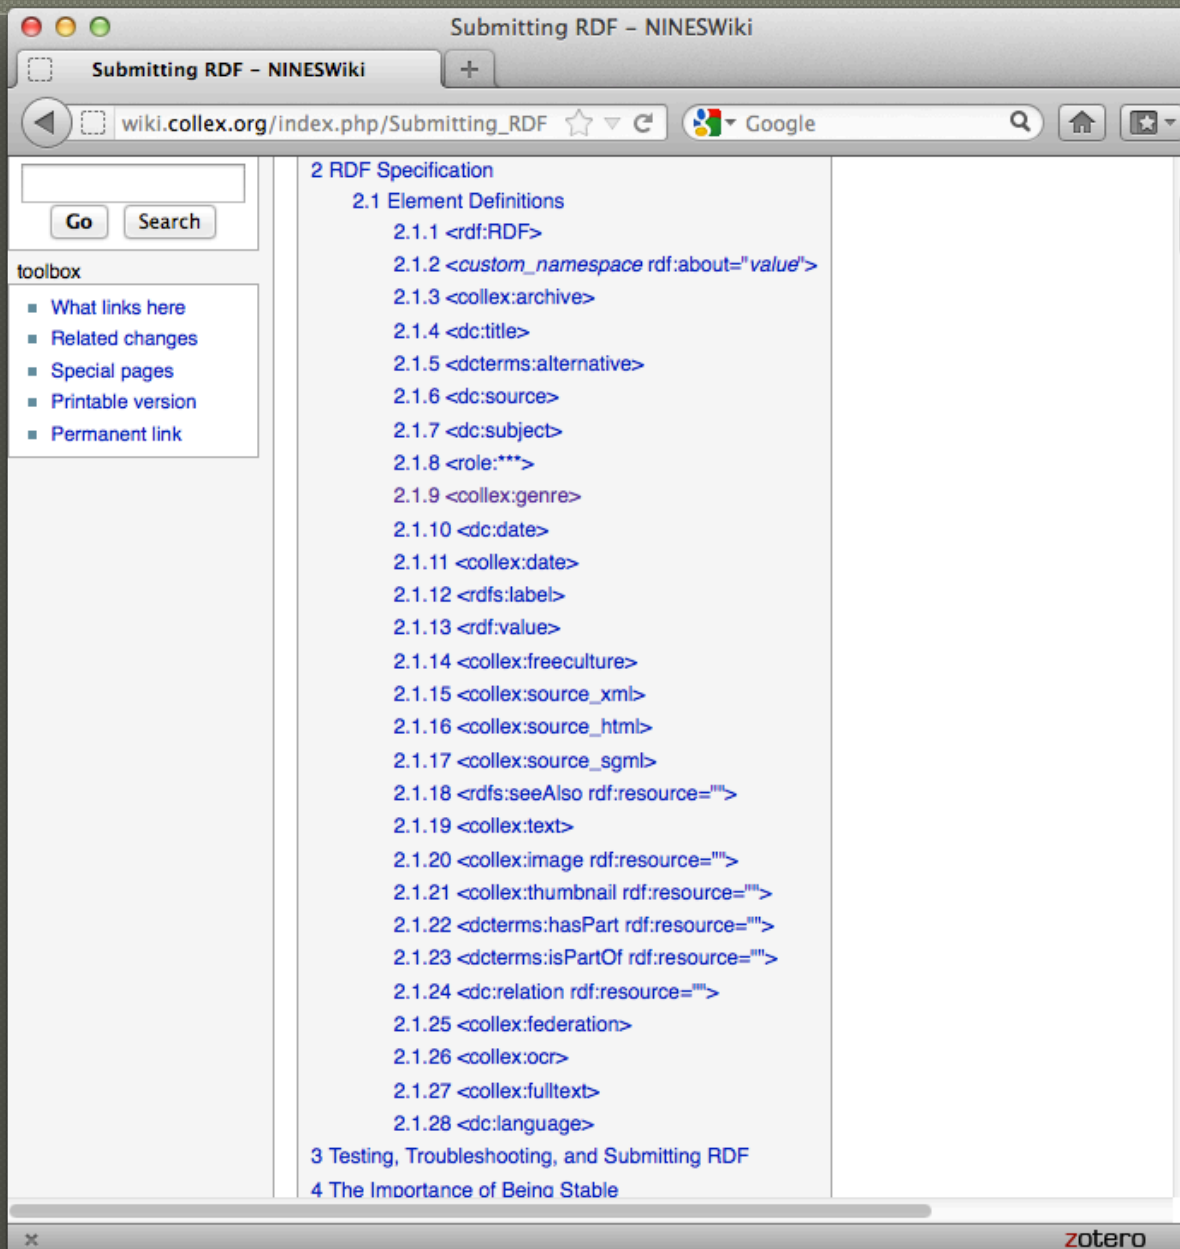 Submitting RDF – NINESWiki
Submitting RDF – NINESWiki
wiki.collex.org/index.php/Submitting_RDF
Google
Go Search
toolbox
What links here
Related changes
Special pages
Printable version
Permanent link
2 RDF Specification
2.1 Element Definitions
2.1.1 <rdf:RDF>
2.1.2 <custom_namespace rdf:about="value">
2.1.3 <collex:archive>
2.1.4 <dc:title>
2.1.5 <dcterms:alternative>
2.1.6 <dc:source>
2.1.7 <dc:subject>
2.1.8 <role:***>
2.1.9 <collex:genre>
2.1.10 <dc:date>
2.1.11 <collex:date>
2.1.12 <rdfs:label>
2.1.13 <rdf:value>
2.1.14 <collex:freeculture>
2.1.15 <collex:source_xml>
2.1.16 <collex:source_html>
2.1.17 <collex:source_sgml>
2.1.18 <rdfs:seeAlso rdf:resource="">
2.1.19 <collex:text>
2.1.20 <collex:image rdf:resource="">
2.1.21 <collex:thumbnail rdf:resource="">
2.1.22 <dcterms:hasPart rdf:resource="">
2.1.23 <dcterms:isPartOf rdf:resource="">
2.1.24 <dc:relation rdf:resource="">
2.1.25 <collex:federation>
2.1.26 <collex:ocr>
2.1.27 <collex:fulltext>
2.1.28 <dc:language>
3 Testing, Troubleshooting, and Submitting RDF
4 The Importance of Being Stable
zotero